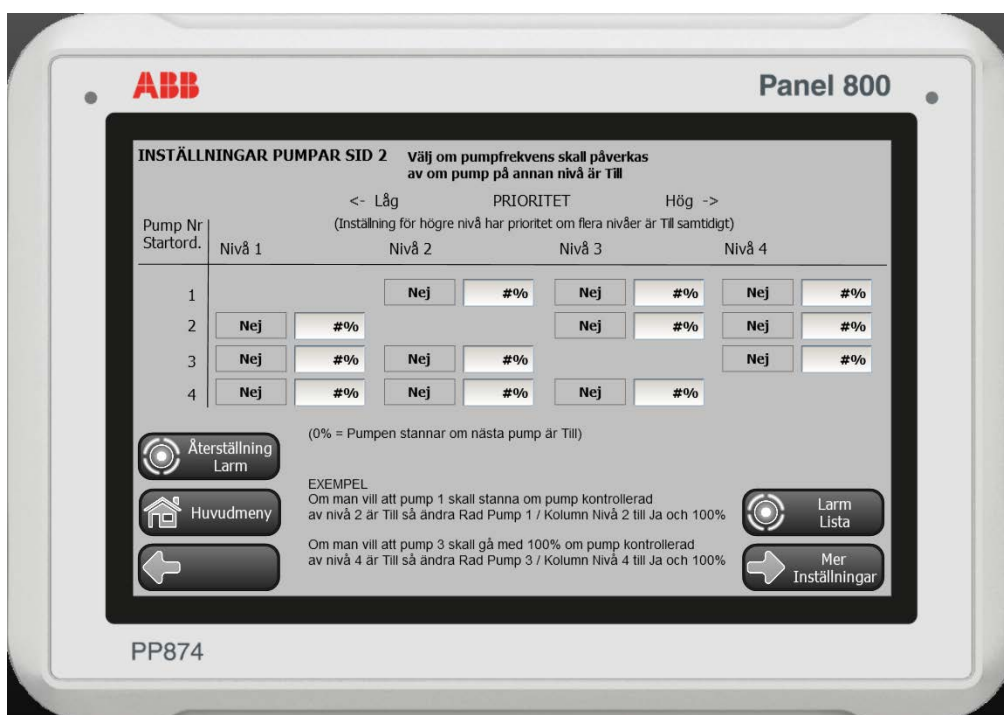 ABB
Panel 800
INSTÄLLNINGAR PUMPAR SID 2
Välj om pumpfrekvens skall påverkas
av om pump på annan nivå är Till
<- Låg PRIORITET Hög ->
(Inställning för högre nivå har prioritet om flera nivåer är Till samtidigt)
Pump Nr
Startord.
Nivå 1 Nivå 2 Nivå 3 Nivå 4
1 Nej #% Nej #% Nej #%
2 Nej #% Nej #% Nej #%
3 Nej #% Nej #% Nej #%
4 Nej #% Nej #% Nej #%
(0% = Pumpen stannar om nästa pump är Till)
Återställning
Larm
EXEMPEL
Om man vill att pump 1 skall stanna om pump kontrollerad
av nivå 2 är Till så ändra Rad Pump 1 / Kolumn Nivå 2 till Ja och 100%
Huvudmeny
Larm
Lista
Om man vill att pump 3 skall gå med 100% om pump kontrollerad
av nivå 4 är Till så ändra Rad Pump 3 / Kolumn Nivå 4 till Ja och 100%
Mer
Inställningar
PP874